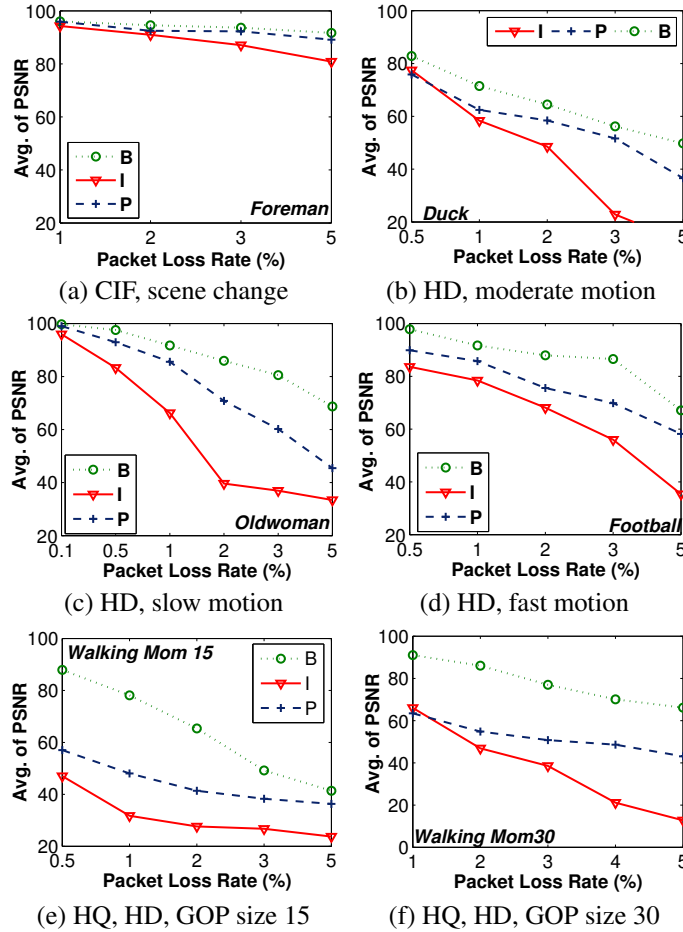 100
80
60
40
20
Avg. of PSNR
B
I
P
Foreman
1 2 3 5
Packet Loss Rate (%)
(a) CIF, scene change
100
80
60
40
20
Avg. of PSNR
I P B
Duck
0.5 1 2 3 5
Packet Loss Rate (%)
(b) HD, moderate motion
100
80
60
40
20
Avg. of PSNR
B
I
P
Oldwoman
0.1 0.5 1 2 3 5
Packet Loss Rate (%)
(c) HD, slow motion
100
80
60
40
20
Avg. of PSNR
B
I
P
Football
0.5 1 2 3 5
Packet Loss Rate (%)
(d) HD, fast motion
100
80
60
40
20
Avg. of PSNR
Walking Mom 15
B
I
P
0.5 1 2 3 5
Packet Loss Rate (%)
(e) HQ, HD, GOP size 15
100
80
60
40
20
0
Avg. of PSNR
Walking Mom30
1 2 3 4 5
Packet Loss Rate (%)
(f) HQ, HD, GOP size 30